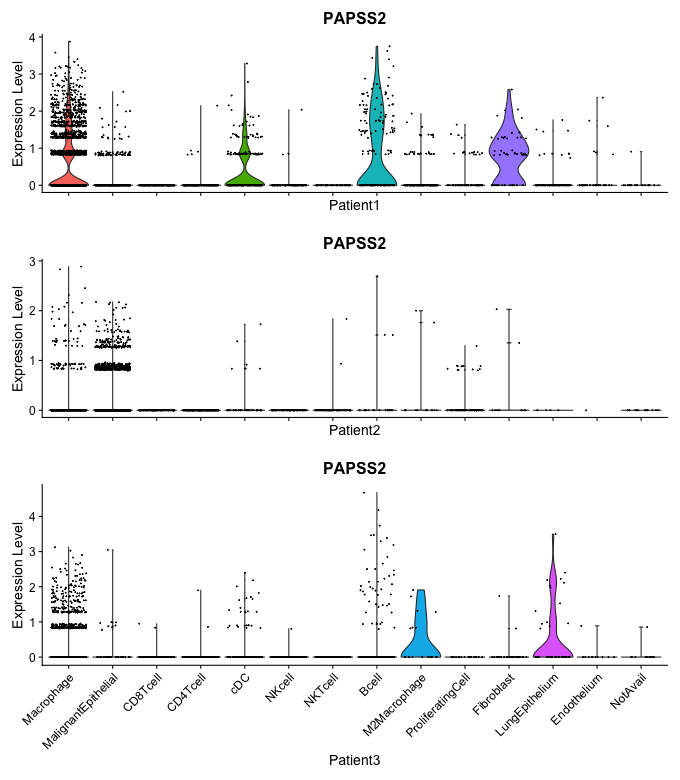 PAPSS2
Expression Level
4
3
2
1
0
Patient1
PAPSS2
Expression Level
3
2
1
0
Patient2
PAPSS2
Expression Level
4
3
2
1
0
Macrophage
MalignantEpithelial
CD8Tcell
CD4Tcell
cDC
NKcell
NKTcell
Bcell
M2Macrophage
ProliferatingCell
Fibroblast
LungEpithelium
Endothelium
NotAvail
Patient3